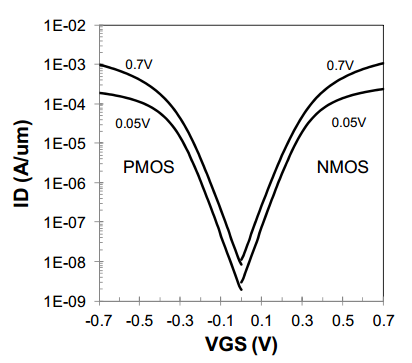 1E-02
1E-03
0.7V
0.7V
1E-04
0.05V
0.05V
1E-05
PMOS
NMOS
1E-06
1E-07
1E-08
1E-09
ID (A/um)
-0.7 -0.5 -0.3 -0.1 0.1 0.3 0.5 0.7
VGS (V)